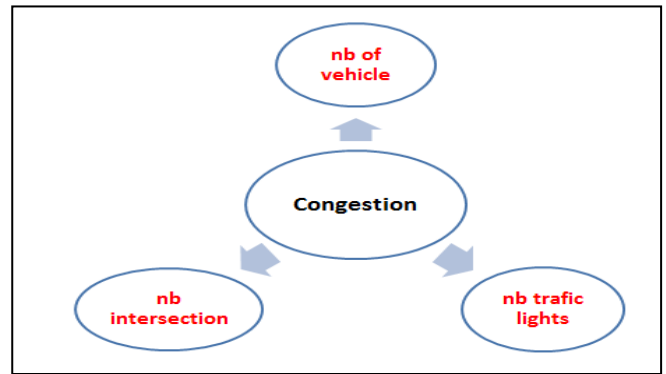 nb of
vehicle
Congestion
nb
intersection
nb trafic
lights